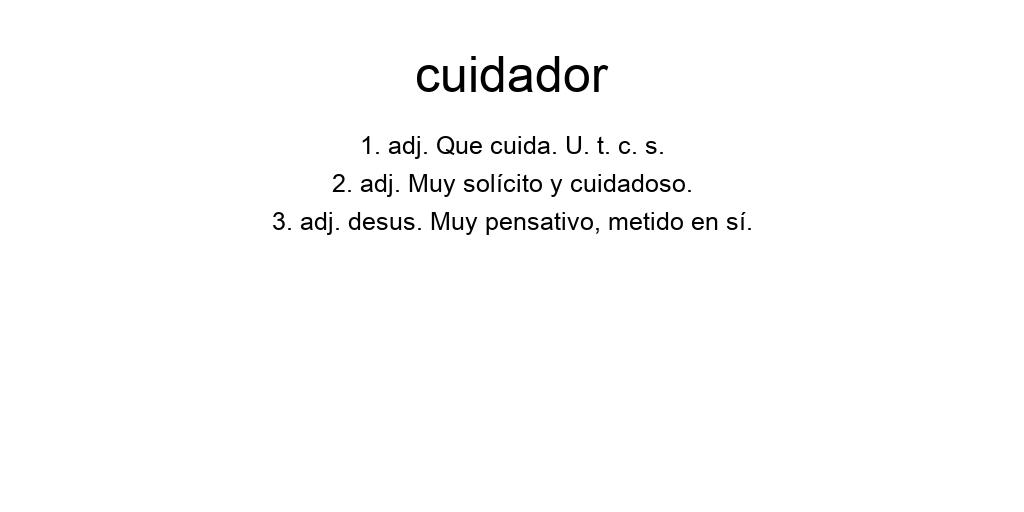 cuidador
1. adj. Que cuida. U. t. c. s.
2. adj. Muy solícito y cuidadoso.
3. adj. desus. Muy pensativo, metido en sí.